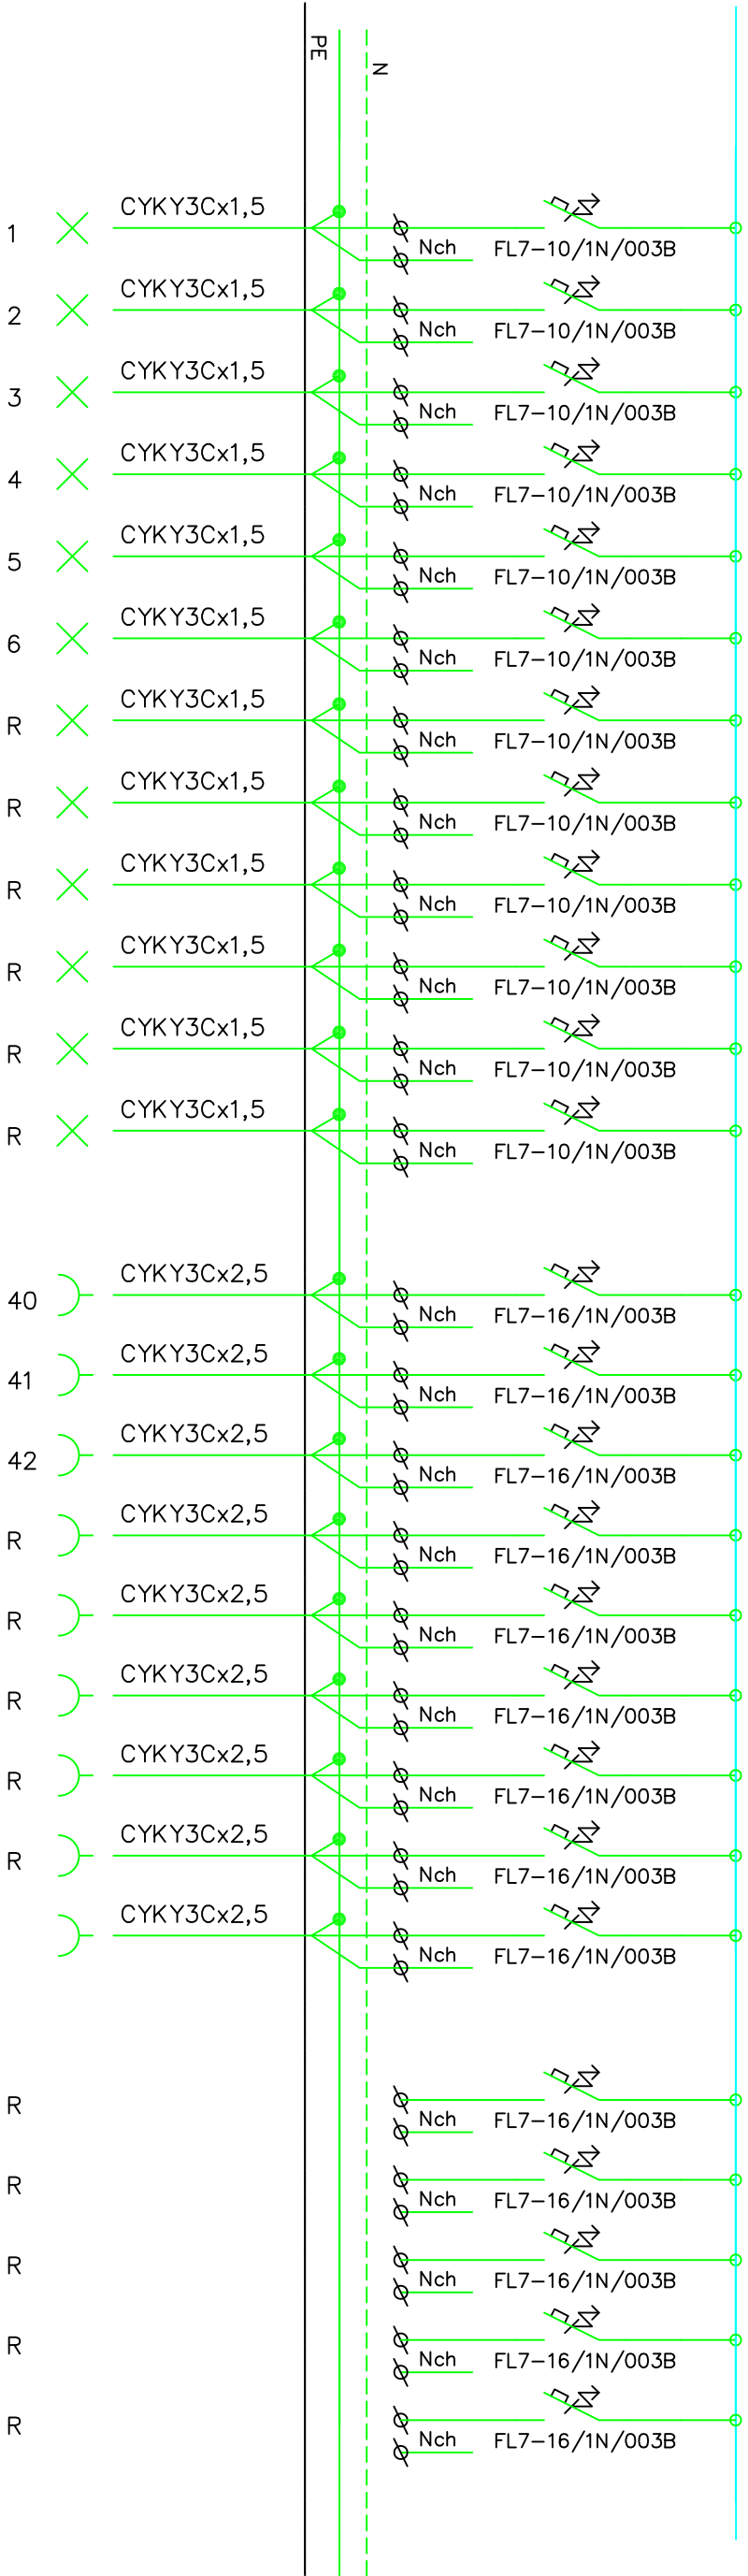 PE
N
CYKY3Cx1,5
1 Nch FL7-10/1N/003B
CYKY3Cx1,5
2 Nch FL7-10/1N/003B
CYKY3Cx1,5
3 Nch FL7-10/1N/003B
CYKY3Cx1,5
4 Nch FL7-10/1N/003B
CYKY3Cx1,5
5 Nch FL7-10/1N/003B
CYKY3Cx1,5
6 Nch FL7-10/1N/003B
CYKY3Cx1,5
R Nch FL7-10/1N/003B
CYKY3Cx1,5
R Nch FL7-10/1N/003B
CYKY3Cx1,5
R Nch FL7-10/1N/003B
CYKY3Cx1,5
R Nch FL7-10/1N/003B
CYKY3Cx1,5
R Nch FL7-10/1N/003B
CYKY3Cx1,5
R Nch FL7-10/1N/003B
CYKY3Cx2,5
40 Nch FL7-16/1N/003B
CYKY3Cx2,5
41 Nch FL7-16/1N/003B
CYKY3Cx2,5
42 Nch FL7-16/1N/003B
CYKY3Cx2,5
R Nch FL7-16/1N/003B
CYKY3Cx2,5
R Nch FL7-16/1N/003B
CYKY3Cx2,5
R Nch FL7-16/1N/003B
CYKY3Cx2,5
R Nch FL7-16/1N/003B
CYKY3Cx2,5
R Nch FL7-16/1N/003B
CYKY3Cx2,5
Nch FL7-16/1N/003B
R Nch FL7-16/1N/003B
R Nch FL7-16/1N/003B
R Nch FL7-16/1N/003B
R Nch FL7-16/1N/003B
R Nch FL7-16/1N/003B